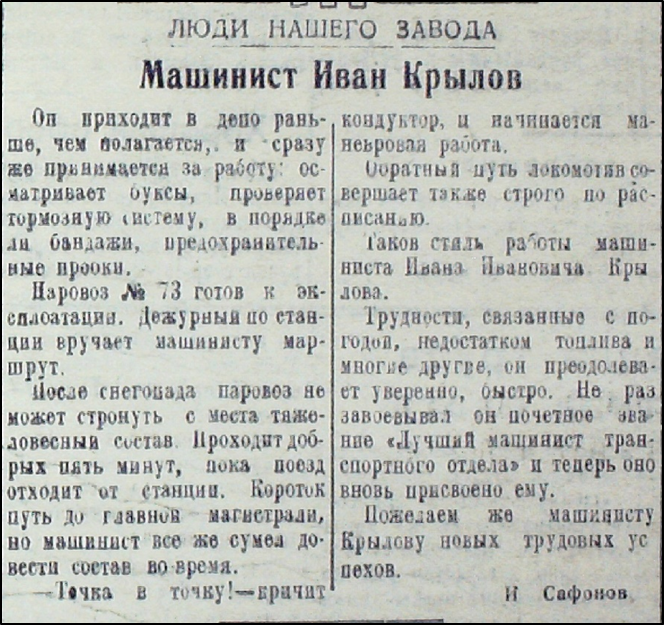 ЛЮДИ НАШЕГО ЗАВОДА
Машинист Иван Крылов
Он приходит в депо рань-
ше, чем полагается, и сразу
же принимается за работу: ос-
матривает буксы, проверяет
тормозную систему, в порядке
ли бандажи, предохранитель-
ные пробки.
Паровоз № 73 готов к эк-
сплоатации. Дежурный по стан-
ции вручает машинисту мар-
шрут.
После снегопада паровоз не
может стронуть с места тяже-
ловесный состав. Проходит доб-
рых пять минут, пока поезд
отходит от станции. Короток
путь до главной магистрали,
но машинист все же сумел до-
вести состав во-время.
—Точка в точку!—кричит
кондуктор, и начинается ма-
невровая работа.
Обратный путь локомотив со-
вершает также строго по рас-
писанию.
Таков стиль работы маши-
ниста Ивана Ивановича Кры
лова.
Трудности, связанные с по-
годой, недостатком топлива и
многие другие, он преодолева-
ет уверенно, быстро. Не раз
завоевывал он почетное зва-
ние «Лучший машинист тран-
спортного отдела» и теперь оно
вновь присвоено ему.
Пожелаем же машинисту
Крылову новых трудовых ус
пехов.
И Сафонов